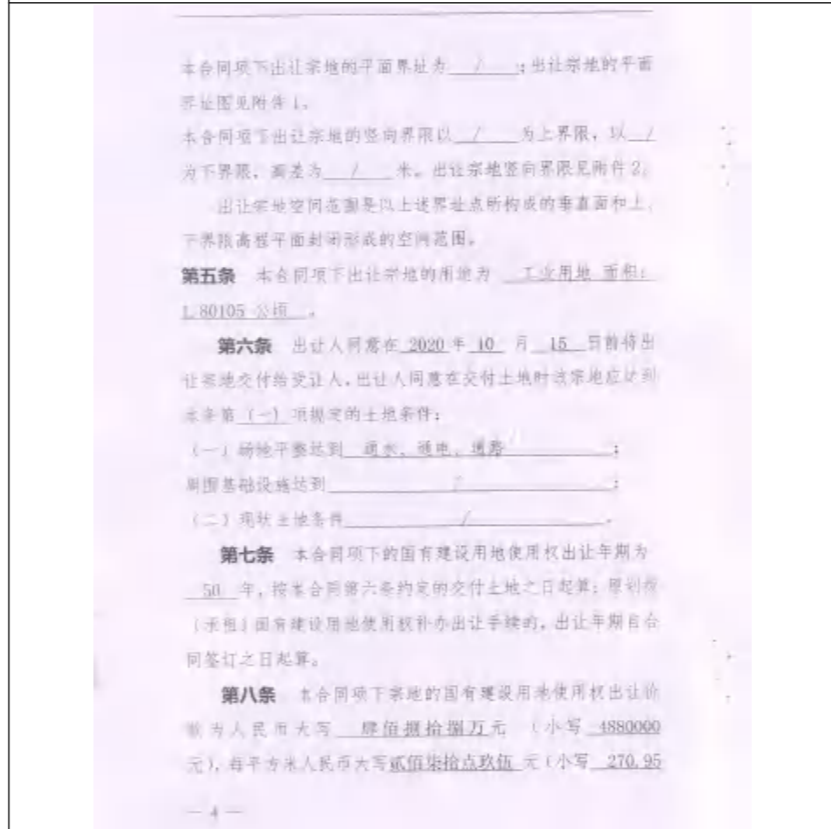 本合同项下出让宗地的平面界址为 / ；出让宗地的平面
界址图见附件 1。
本合同项下出让宗地的竖向界限以 / 为上界限，以 /
为下界限，高差为 / 米。出让宗地竖向界限见附件 2。
出让宗地空间范围是以上述界址点所构成的垂直面和上、
下界限高程平面封闭形成的空间范围。
第五条 本合同项下出让宗地的用地为 工业用地 面积：
1.80105 公顷 。
第六条 出让人同意在 2020 年 10 月 15 日前将出
让宗地交付给受让人，出让人同意在交付土地时该宗地应达到
本条第 （一） 项规定的土地条件：
（一）场地平整达到 通水、通电、通路 ；
周围基础设施达到 / ；
（二）现状土地条件 / 。
第七条 本合同项下的国有建设用地使用权出让年期为
50 年，按本合同第六条约定的交付土地之日起算；原划拨
（承租）国有建设用地使用权补办出让手续的，出让年期自合
同签订之日起算。
第八条 本合同项下宗地的国有建设用地使用权出让价
款为人民币大写 肆佰捌拾捌万元 （小写 4880000
元），每平方米人民币大写贰佰柒拾点玖伍 元（小写 270.95
— 4 —